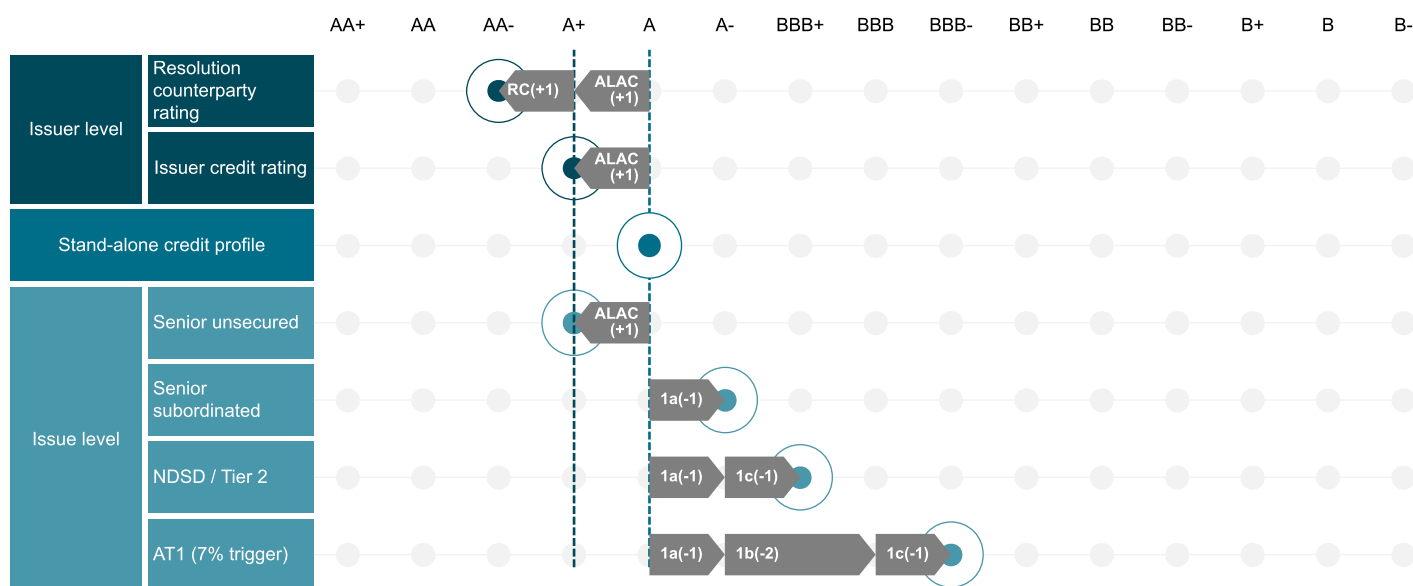 AA+ AA AA- A+ A A- BBB+ BBB BBB- BB+ BB BB- B+ B B-
Issuer level
Resolution
counterparty
rating
RC(+1)
ALAC
(+1)
Issuer credit rating
ALAC
(+1)
Stand-alone credit profile
Issue level
Senior unsecured
ALAC
(+1)
Senior
subordinated
1a(-1)
NDSD / Tier 2
1a(-1) 1c(-1)
AT1 (7% trigger)
1a(-1) 1b(-2) 1c(-1)